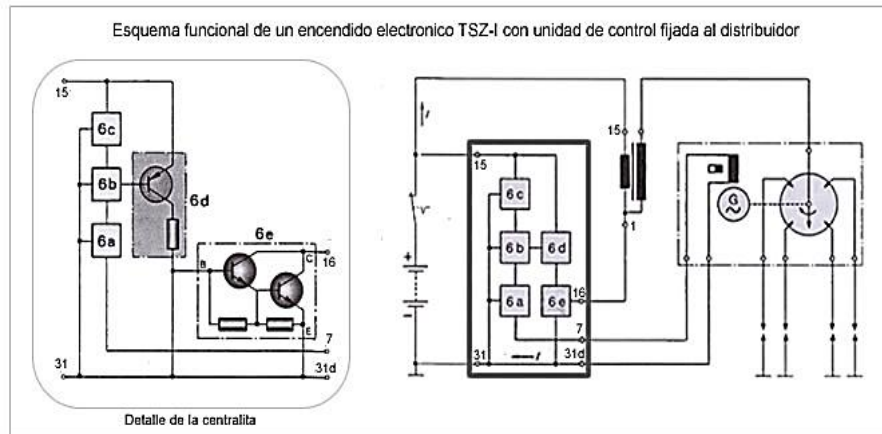 Esquema funcional de un encendido electronico TSZ-I con unidad de control fijada al distribuidor
15
6c
6b
6d
6a
6e
B
C
16
E
7
31
31d
Detalle de la centralita
I
15
15
6c
V
G
1
6b
6d
+
16
6a
6e
-
7
31
I
31d